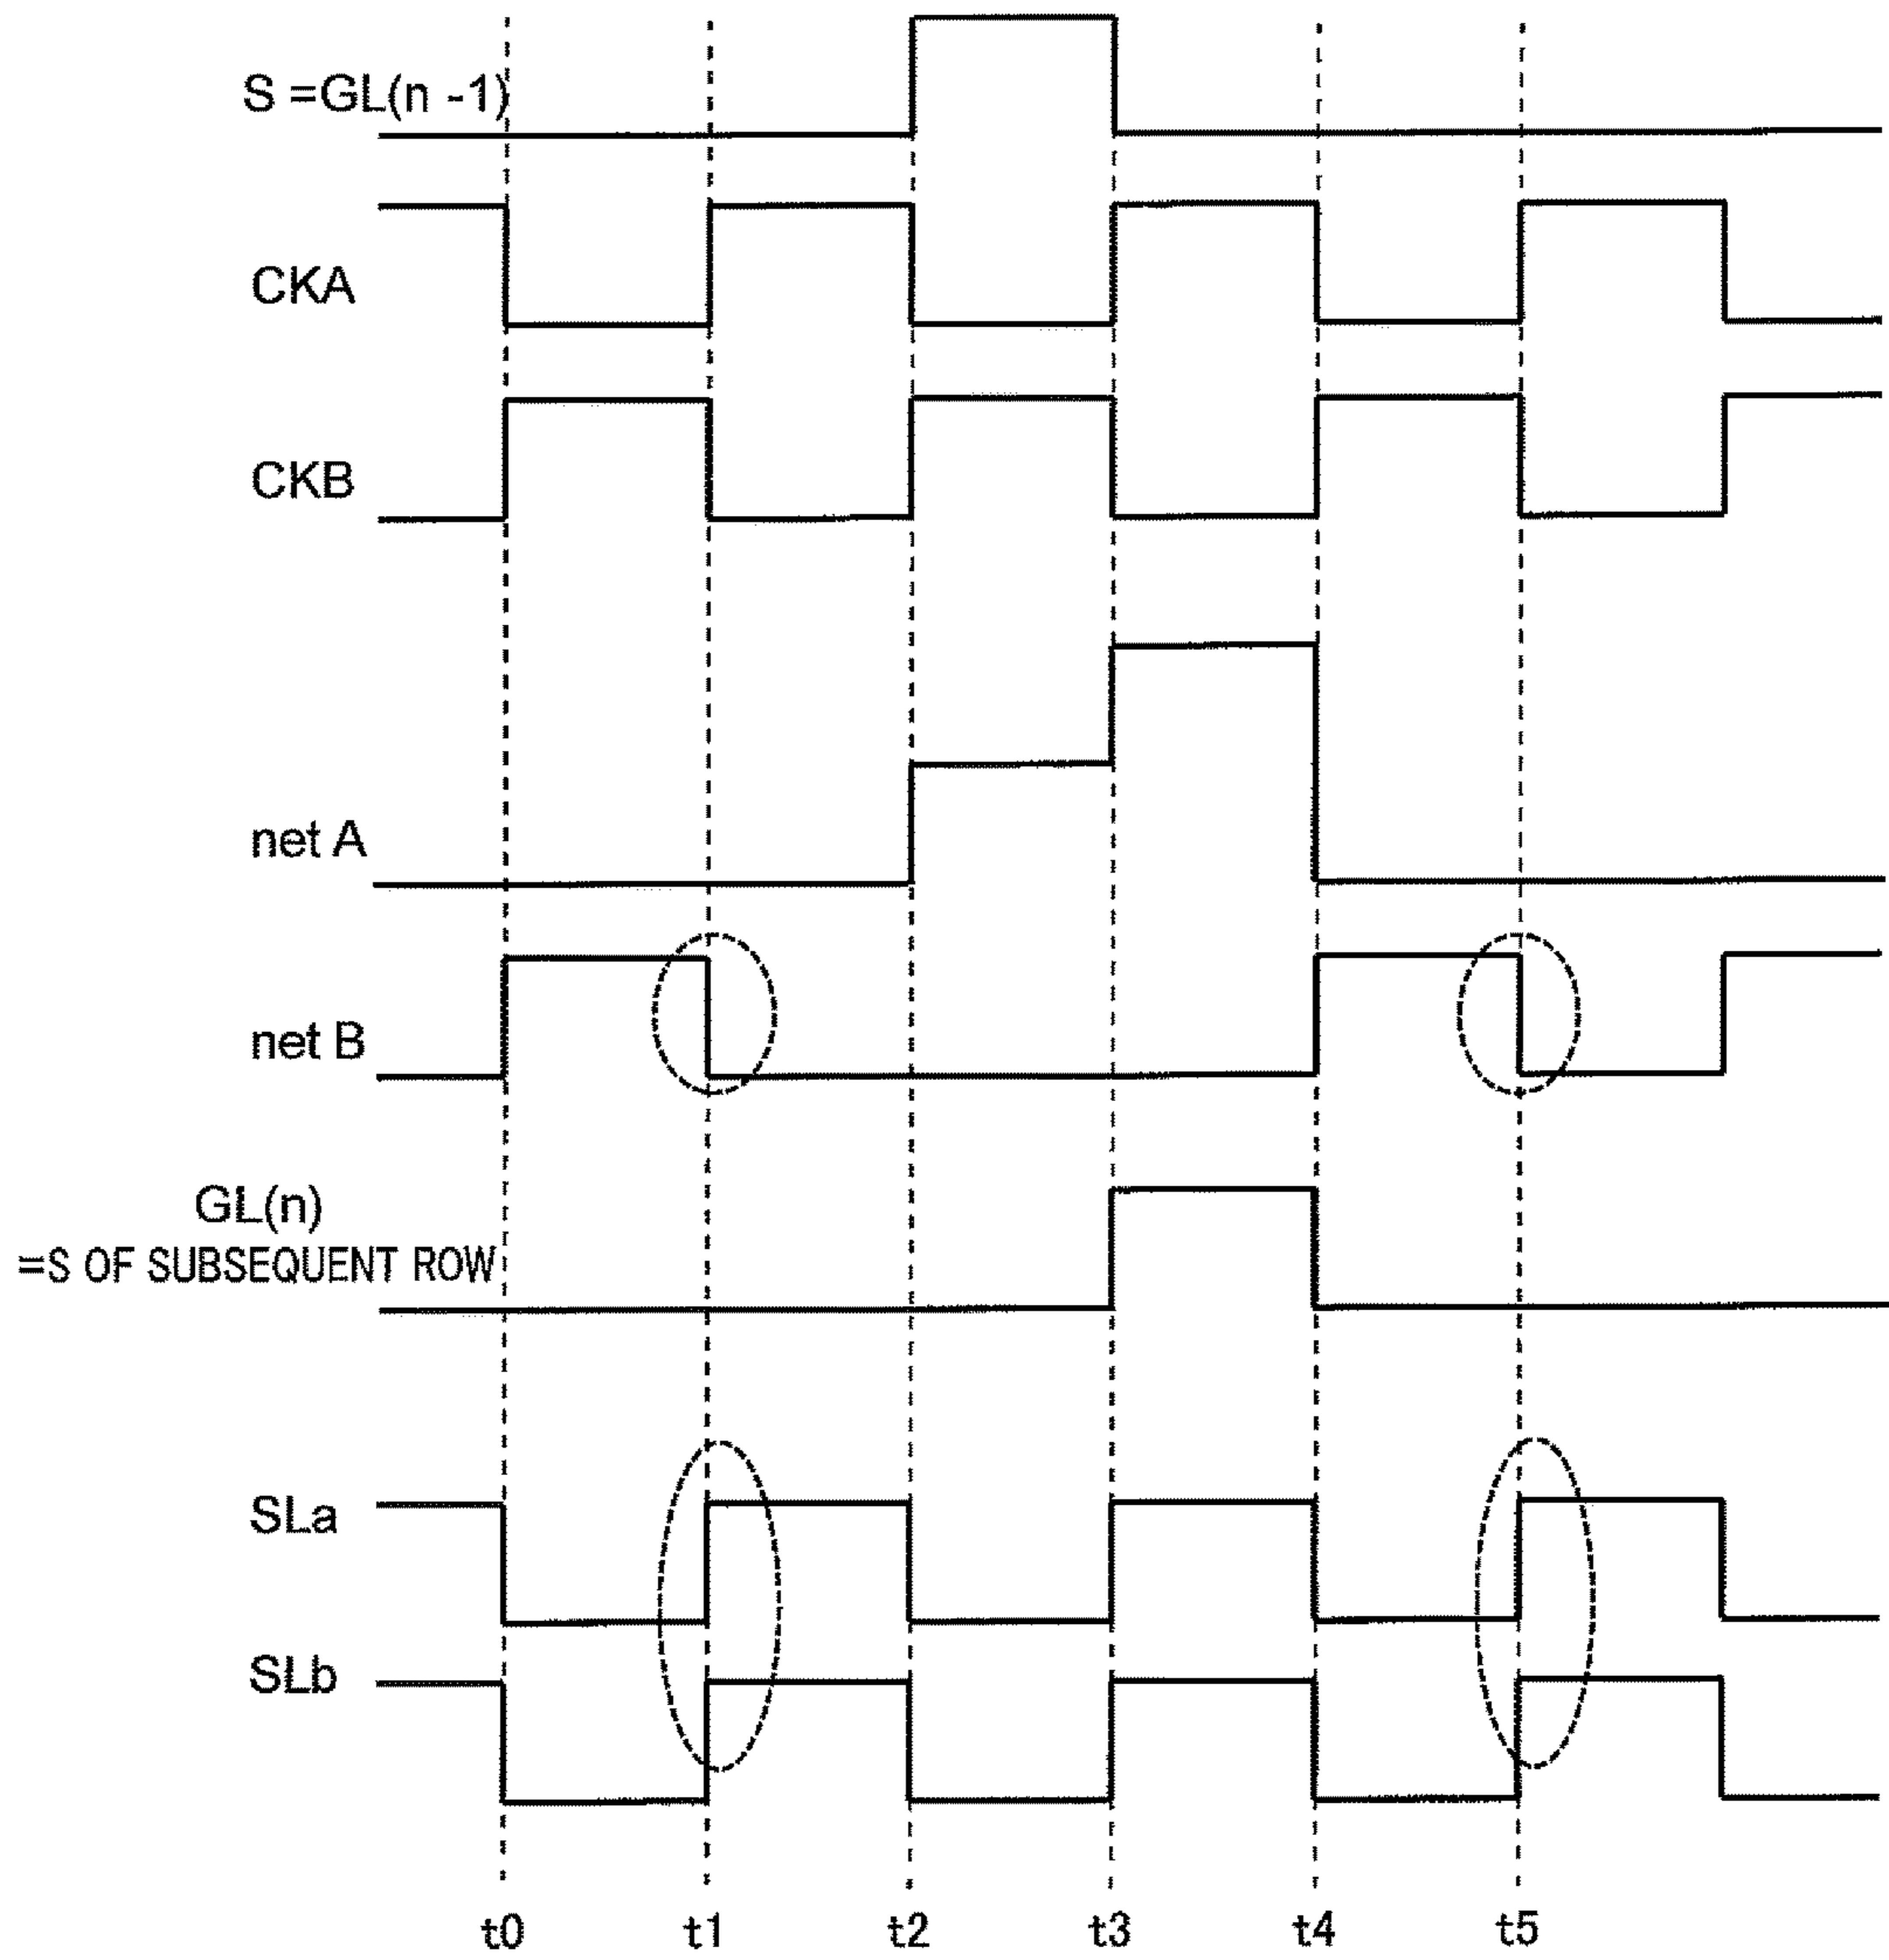 S =GL(n -1)
CKA
CKB
net A
net B
GL(n)
=S OF SUBSEQUENT ROW
SLa
SLb
t0 t1 t2 t3 t4 t5